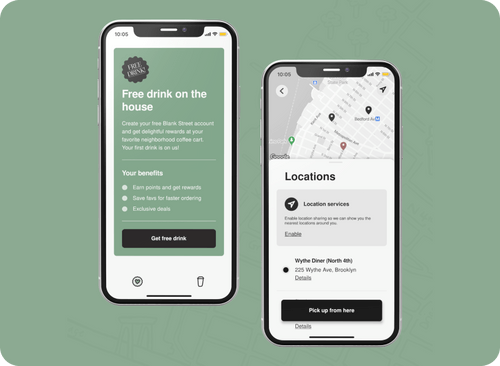 10:05
FREE
DRINK!
Free drink on the
house
Create your free Blank Street account
and get delightful rewards at your
favorite neighborhood coffee cart.
Your first drink is on us!
Your benefits
Earn points and get rewards
Save favs for faster ordering
Exclusive deals
Get free drink
10:05
Bedford Av
Metropolitan Ave
Google
Locations
Location services
Enable location sharing so we can show you the
nearest locations around you.
Enable
Wythe Diner (North 4th)
225 Wythe Ave, Brooklyn
Details
Pick up from here
Details